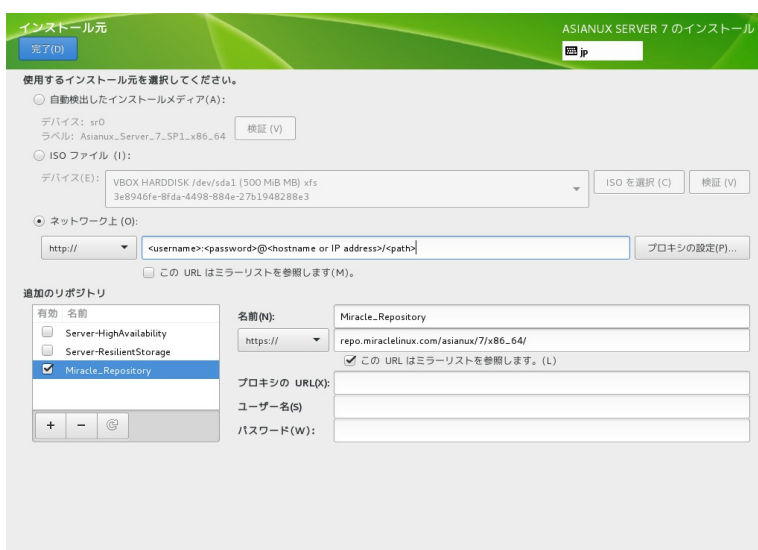 インストール元
ASIANUX SERVER 7 のインストール
完了(D)
jp
使用するインストール元を選択してください。
自動検出したインストールメディア(A):
デバイス: sr0
ラベル: Asianux_Server_7_SP1_x86_64
検証 (V)
ISO ファイル (I):
デバイス(E):
VBOX HARDDISK /dev/sda1 (500 MiB MB) xfs
3e8946fe-8fda-4498-884e-27b1948288e3
ISO を選択 (C)
検証 (V)
ネットワーク上 (O):
http://
<username>:<password>@<hostname or IP address>/<path>
プロキシの設定(P)...
この URL はミラーリストを参照します(M)。
追加のリポジトリ
有効 名前
Server-HighAvailability
Server-ResilientStorage
Miracle_Repository
名前(N):
Miracle_Repository
https://
repo.miraclelinux.com/asianux/7/x86_64/
この URL はミラーリストを参照します。(L)
プロキシの URL(X):
ユーザー名(S)
パスワード(W):